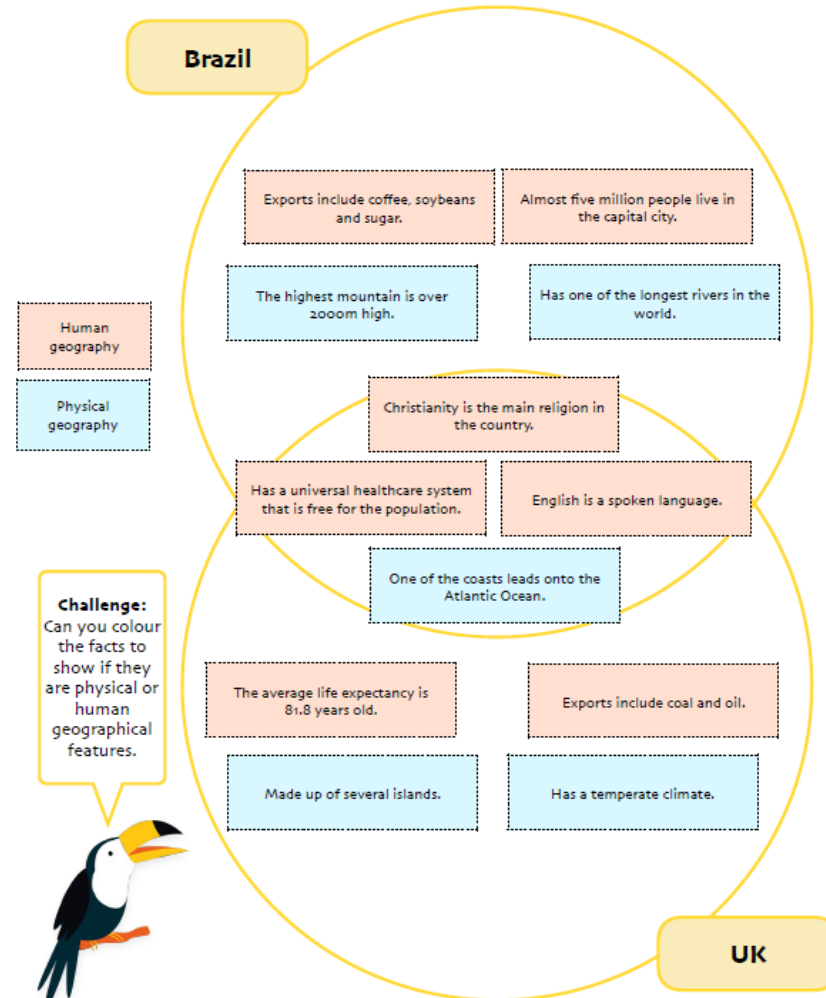 Brazil
Exports include coffee, soybeans
and sugar.
Almost five million people live in
the capital city.
The highest mountain is over
2000m high.
Has one of the longest rivers in the
world.
Human
geography
Physical
geography
Christianity is the main religion in
the country.
Has a universal healthcare system
that is free for the population.
English is a spoken language.
One of the coasts leads onto the
Atlantic Ocean.
Challenge:
Can you colour
the facts to
show if they
are physical or
human
geographical
features.
The average life expectancy is
81.8 years old.
Exports include coal and oil.
Made up of several islands.
Has a temperate climate.
UK